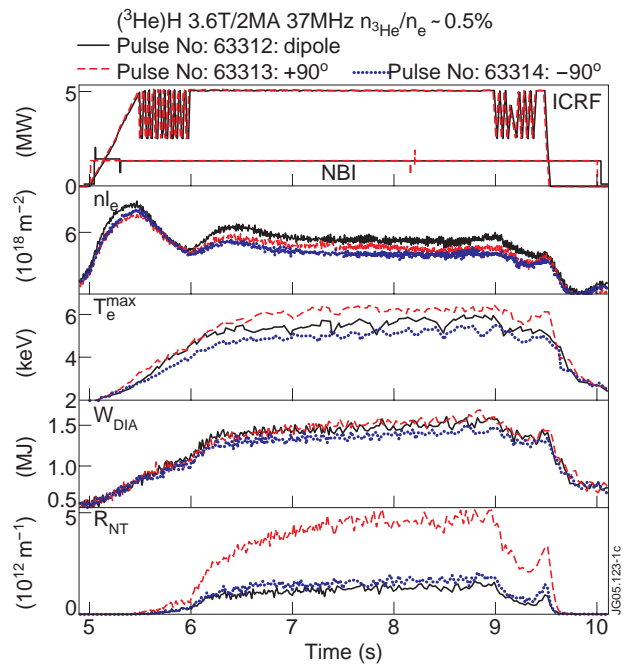 (³He)H 3.6T/2MA 37MHz n₃He/nₑ ~ 0.5%
Pulse No: 63312: dipole
Pulse No: 63313: +90° Pulse No: 63314: −90°
5
ICRF
(MW)
NBI
0
nlₑ
6
(10¹⁸ m⁻²)
Tₑᵐᵃˣ
6
4
(keV)
2
W_DIA
1.5
1.0
(MJ)
0.5
5
R_NT
(10¹² m⁻¹)
0
5 6 7 8 9 10
Time (s)
JG05.123-1c